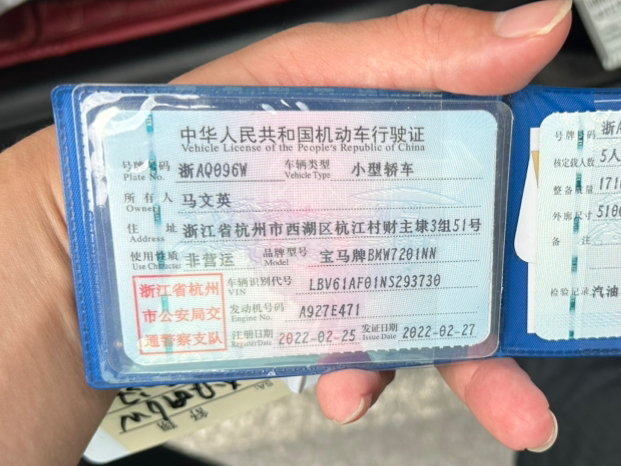 中华人民共和国机动车行驶证
Vehicle License of the People's Republic of China
号牌号码 浙AQ096W 车辆类型 小型轿车
Plate No. Vehicle Type
所有人 马文英
Owner
住址 浙江省杭州市西湖区杭江村财主埭3组51号
Address
使用性质 非营运 品牌型号 宝马牌BMW7201NN
Use Character Model
浙江省杭州
市公安局交
通警察支队
车辆识别代号 LBV61AF01NS293730
VIN
发动机号码 A927E471
Engine No.
注册日期 2022-02-25 发证日期 2022-02-27
Register Date Issue Date
号牌号码 浙A
核定载人数 5人
整备质量 171
外廓尺寸 510
备注
检验记录 汽油